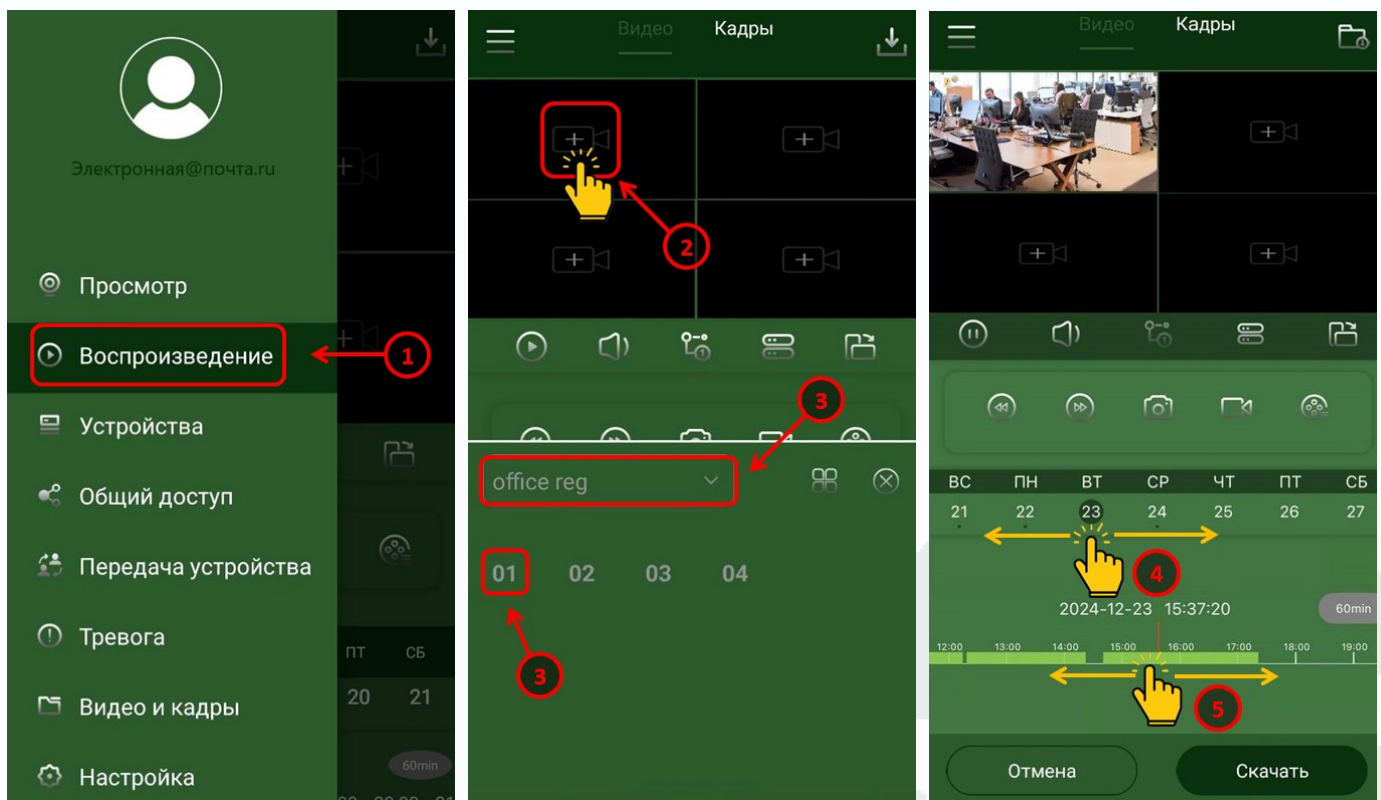 Электронная@почта.ru
Просмотр
Воспроизведение
1
Устройства
Общий доступ
Передача устройства
Тревога
ПТ СБ
Видео и кадры
20 21
60min
Настройка
Видео Кадры
2
3
office reg
01 02 03 04
3
Видео Кадры
ВС ПН ВТ СР ЧТ ПТ СБ
21 22 23 24 25 26 27
4
2024-12-23 15:37:20
60min
12:00 13:00 14:00 15:00 16:00 17:00 18:00 19:00
5
Отмена Скачать